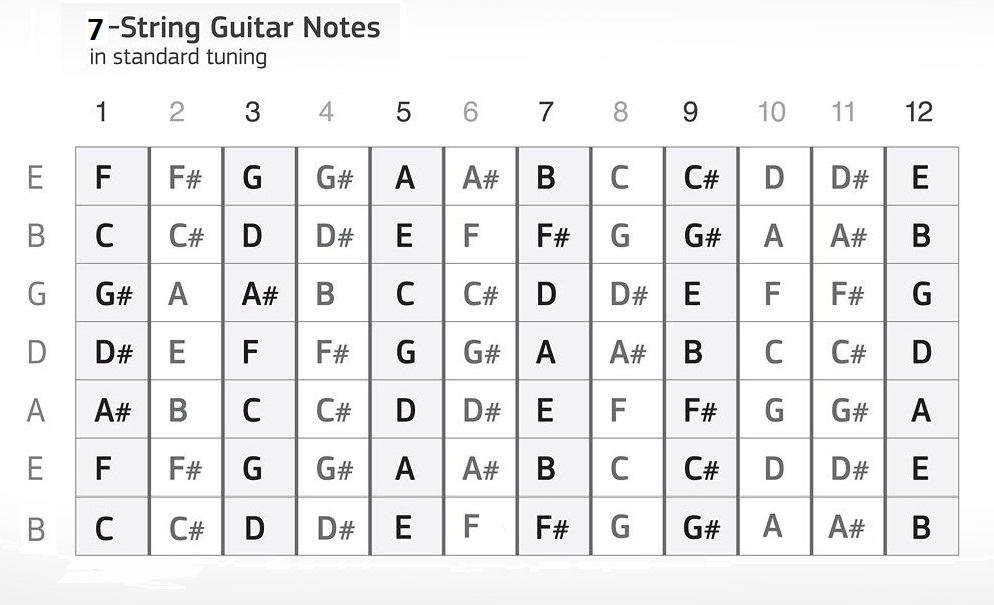 7-String Guitar Notes
in standard tuning
1 2 3 4 5 6 7 8 9 10 11 12
E F F# G G# A A# B C C# D D# E
B C C# D D# E F F# G G# A A# B
G G# A A# B C C# D D# E F F# G
D D# E F F# G G# A A# B C C# D
A A# B C C# D D# E F F# G G# A
E F F# G G# A A# B C C# D D# E
B C C# D D# E F F# G G# A A# B